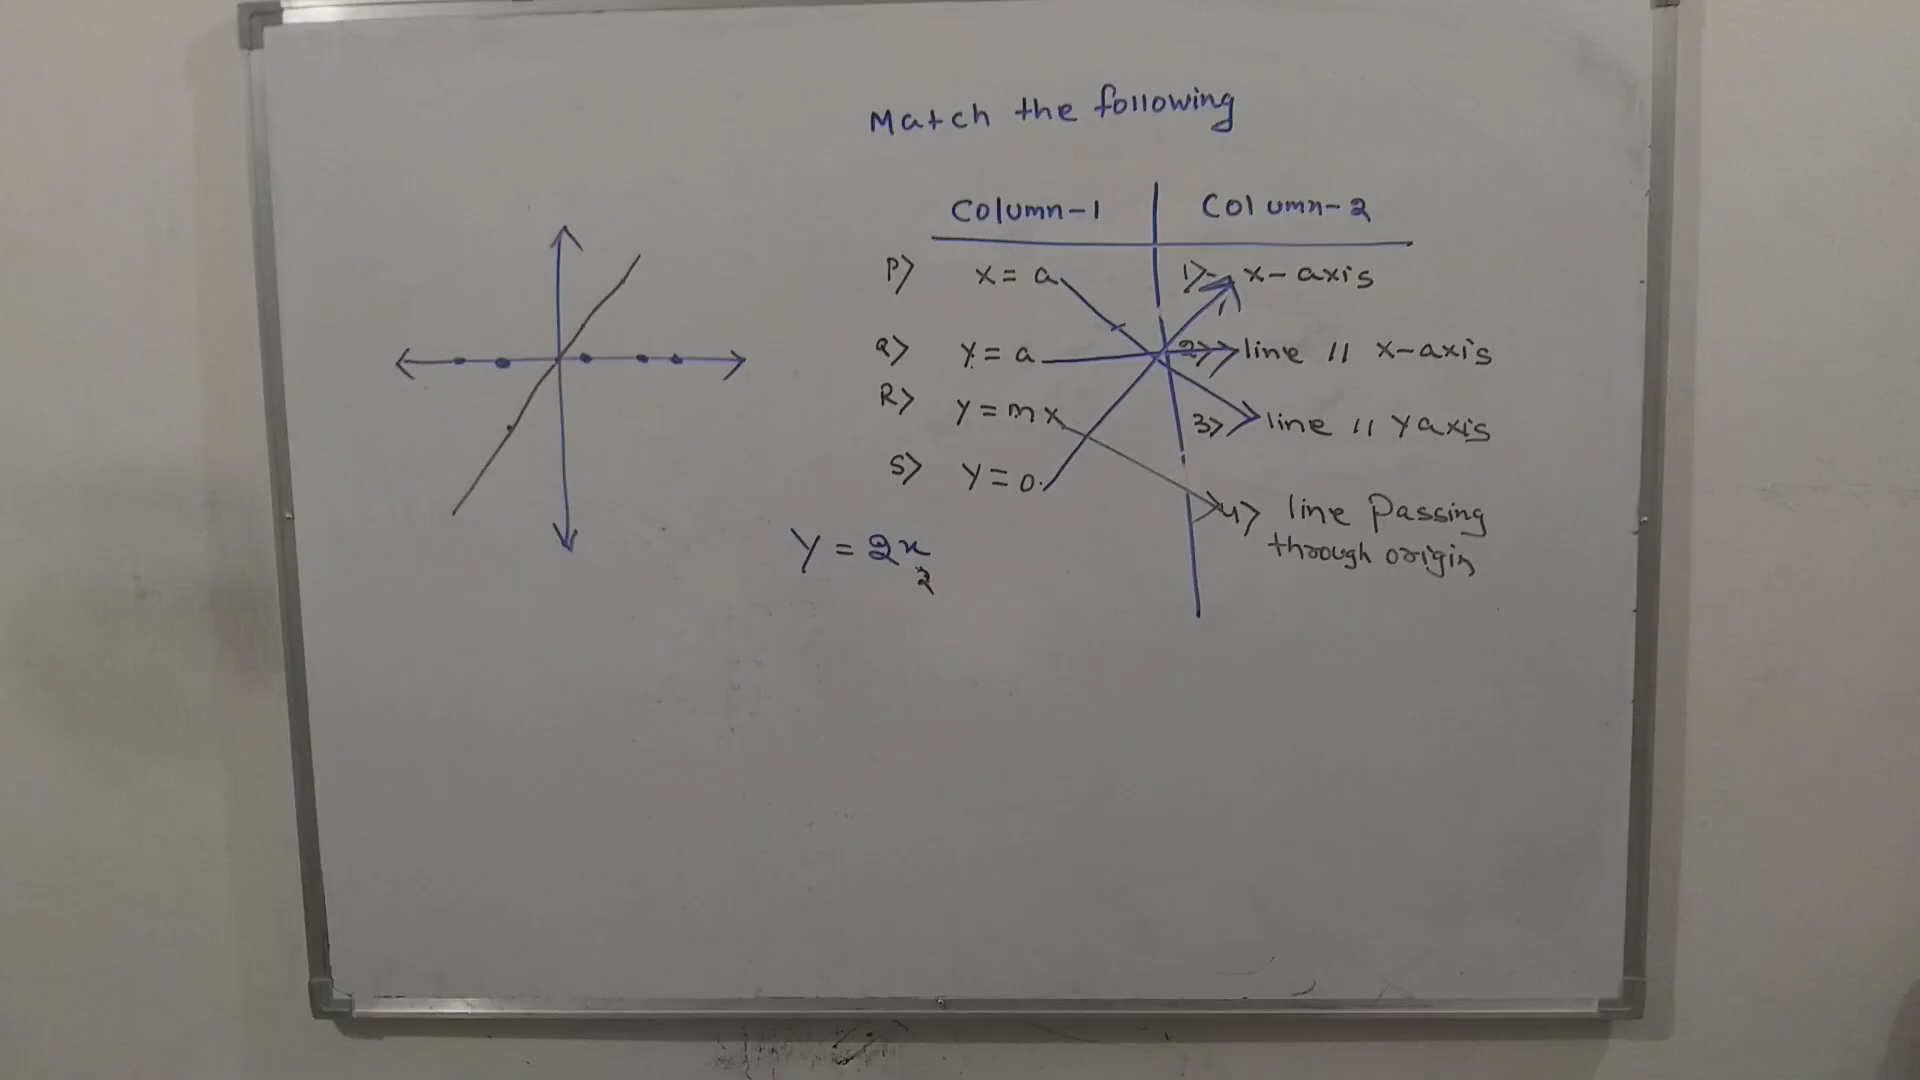 Match the following
Column-1 Column-2
P> x = a 1> x-axis
Q> y = a 2> line // x-axis
R> y = mx 3> line // y axis
S> y = 0 4> line passing
through origin
y = 2x
2